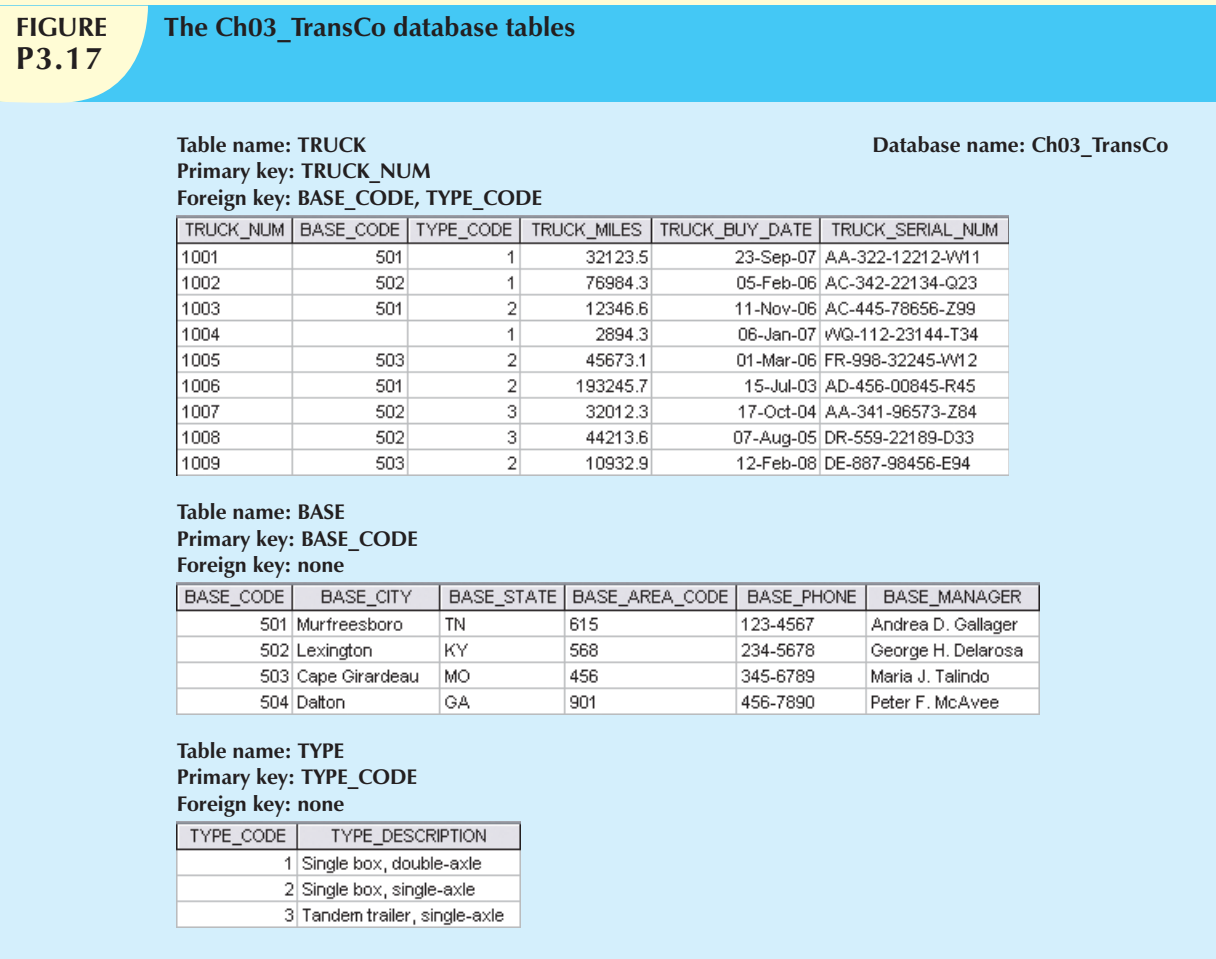 FIGURE
P3.17
The Ch03_TransCo database tables
Table name: TRUCK
Database name: Ch03_TransCo
Primary key: TRUCK_NUM
Foreign key: BASE_CODE, TYPE_CODE
TRUCK_NUM BASE_CODE TYPE_CODE TRUCK_MILES TRUCK_BUY_DATE TRUCK_SERIAL_NUM
1001 501 1 32123.5 23-Sep-07 AA-322-12212-W11
1002 502 1 76984.3 05-Feb-06 AC-342-22134-Q23
1003 501 2 12346.6 11-Nov-06 AC-445-78656-Z99
1004 1 2894.3 06-Jan-07 WQ-112-23144-T34
1005 503 2 45673.1 01-Mar-06 FR-998-32245-W12
1006 501 2 193245.7 15-Jul-03 AD-456-00845-R45
1007 502 3 32012.3 17-Oct-04 AA-341-96573-Z84
1008 502 3 44213.6 07-Aug-05 DR-559-22189-D33
1009 503 2 10932.9 12-Feb-08 DE-887-98456-E94
Table name: BASE
Primary key: BASE_CODE
Foreign key: none
BASE_CODE BASE_CITY BASE_STATE BASE_AREA_CODE BASE_PHONE BASE_MANAGER
501 Murfreesboro TN 615 123-4567 Andrea D. Gallager
502 Lexington KY 568 234-5678 George H. Delarosa
503 Cape Girardeau MO 456 345-6789 Maria J. Talindo
504 Dalton GA 901 456-7890 Peter F. McAvee
Table name: TYPE
Primary key: TYPE_CODE
Foreign key: none
TYPE_CODE TYPE_DESCRIPTION
1 Single box, double-axle
2 Single box, single-axle
3 Tandem trailer, single-axle